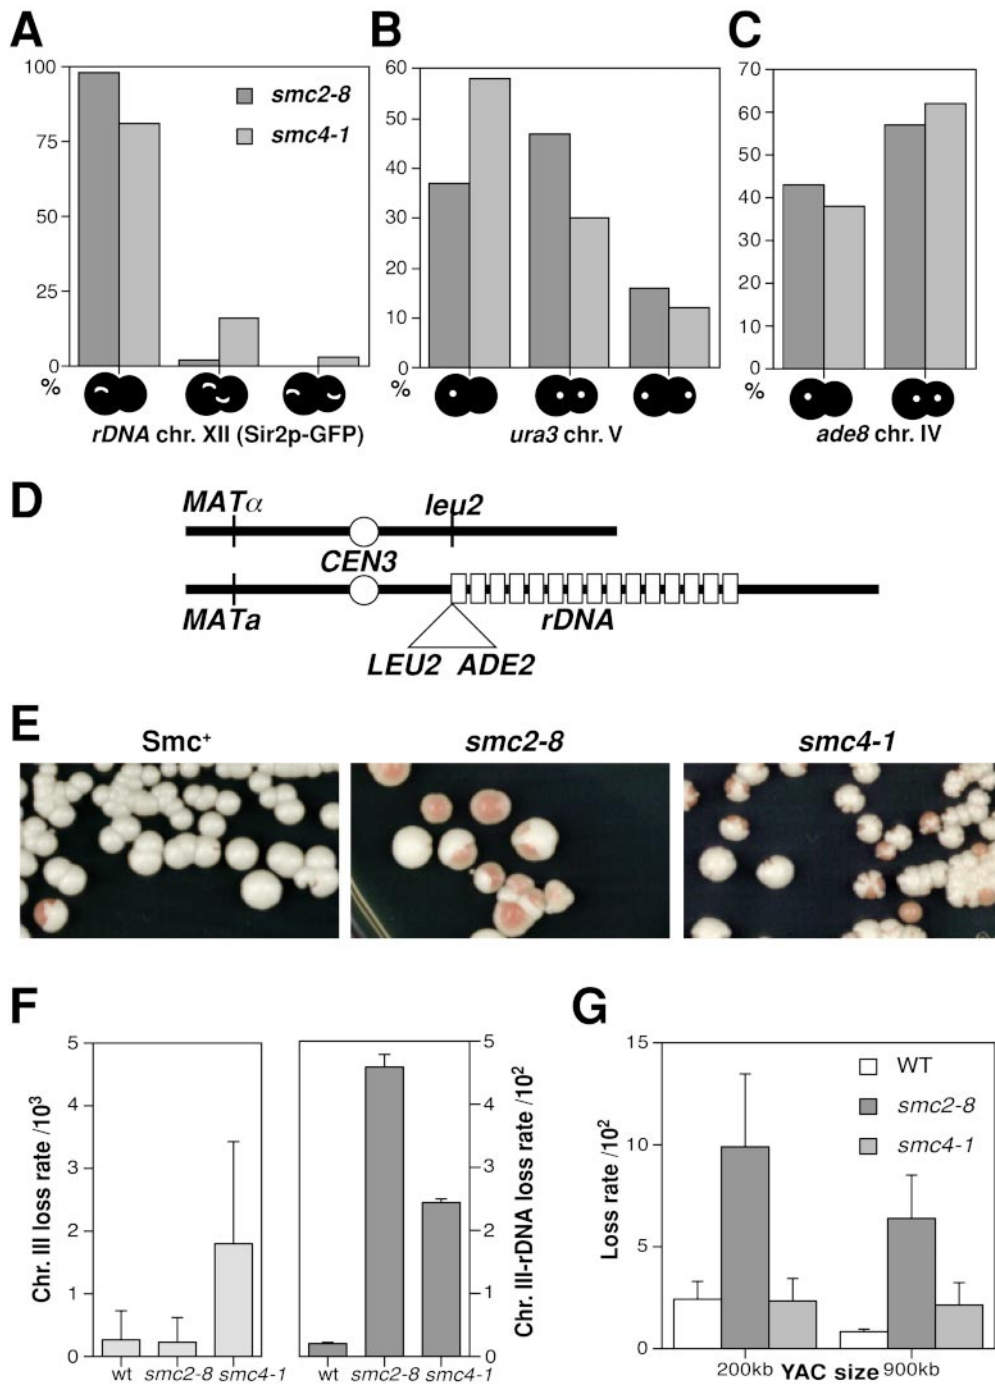 A
B
C
100
75
50
25
0
%
smc2-8
smc4-1
rDNA chr. XII (Sir2p-GFP)
60
50
40
30
20
10
0
%
ura3 chr. V
70
60
50
40
30
20
10
0
%
ade8 chr. IV
D
MATα
leu2
CEN3
MATa
rDNA
LEU2 ADE2
E
Smc+
smc2-8
smc4-1
F
Chr. III loss rate /10³
5
4
3
2
1
0
wt smc2-8 smc4-1
5
4
3
2
1
0
Chr. III-rDNA loss rate /10²
wt smc2-8 smc4-1
G
Loss rate /10²
15
10
5
0
WT
smc2-8
smc4-1
200kb YAC size 900kb